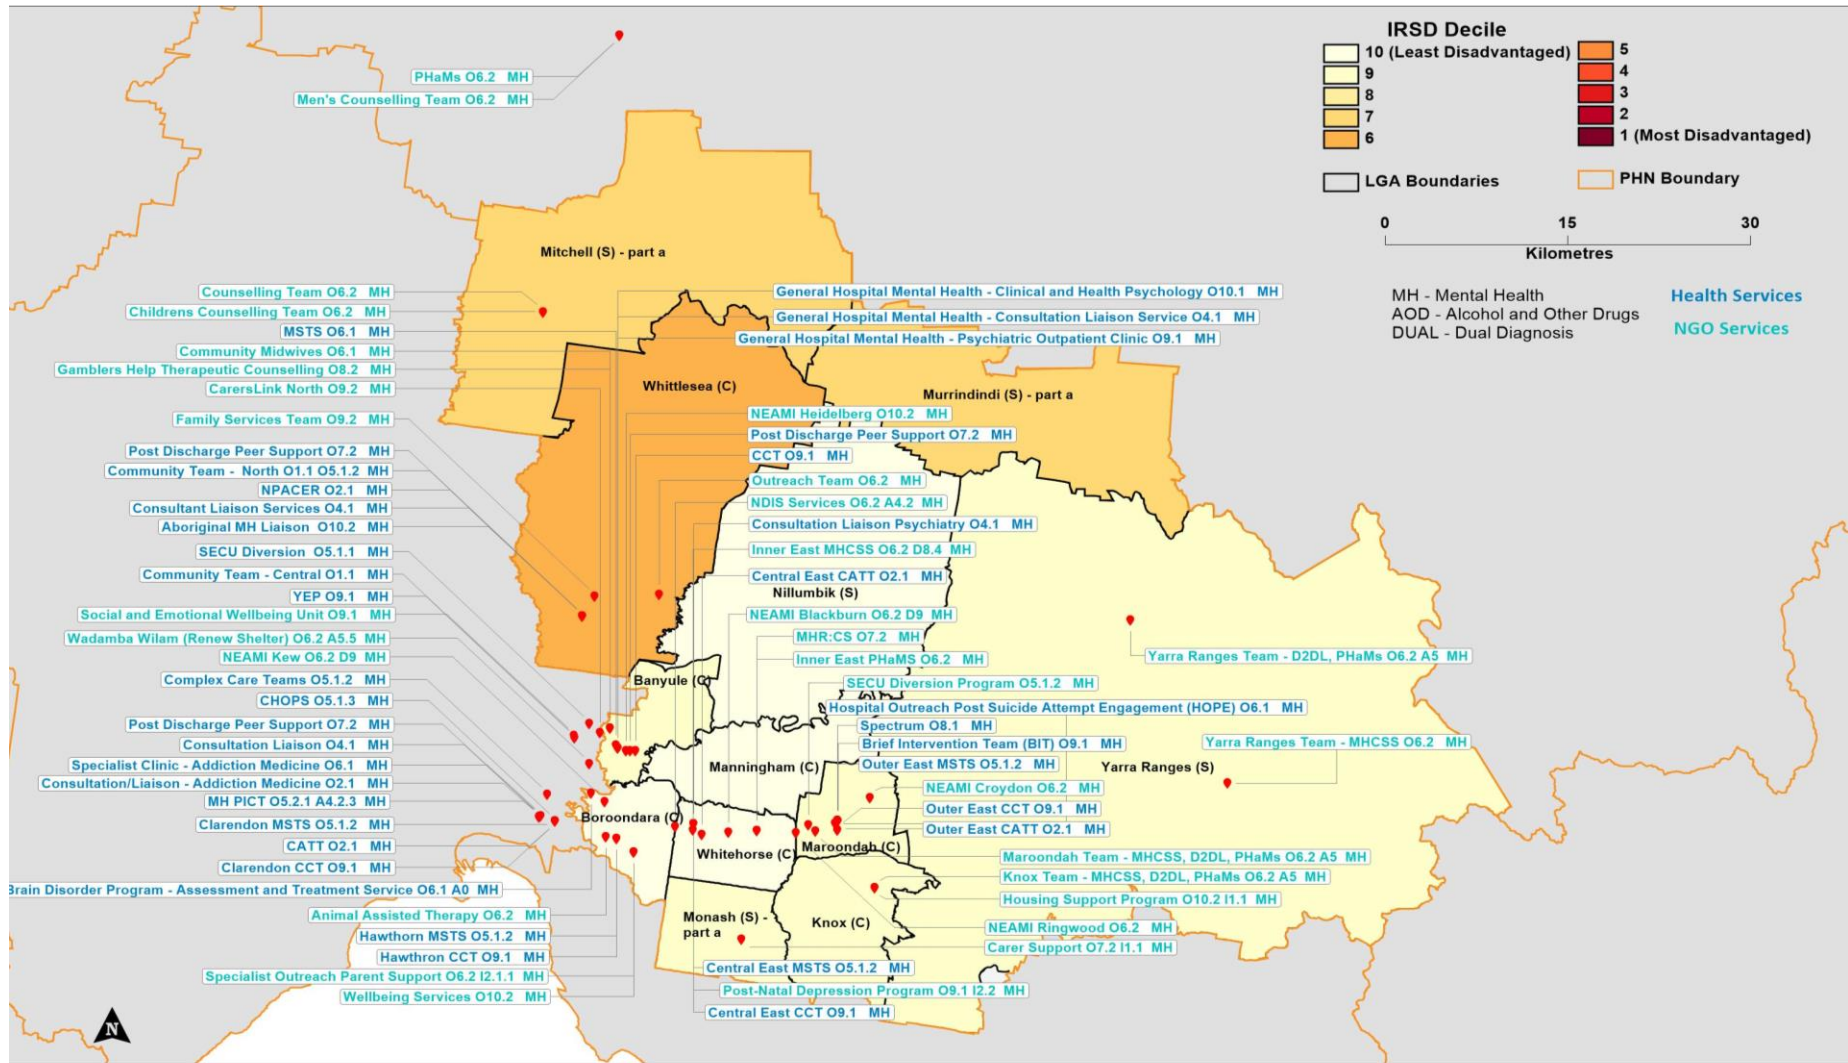 IRSD Decile
10 (Least Disadvantaged)
9
8
7
6
5
4
3
2
1 (Most Disadvantaged)
LGA Boundaries
PHN Boundary
0 15 30
Kilometres
MH - Mental Health
AOD - Alcohol and Other Drugs
DUAL - Dual Diagnosis
Health Services
NGO Services
PHaMs O6.2 MH
Men's Counselling Team O6.2 MH
Mitchell (S) - part a
Counselling Team O6.2 MH
Childrens Counselling Team O6.2 MH
MSTS O6.1 MH
Community Midwives O6.1 MH
Gamblers Help Therapeutic Counselling O8.2 MH
CarersLink North O9.2 MH
Family Services Team O9.2 MH
Post Discharge Peer Support O7.2 MH
Community Team - North O1.1 O5.1.2 MH
NPACER O2.1 MH
Consultant Liaison Services O4.1 MH
Aboriginal MH Liaison O10.2 MH
SECU Diversion O5.1.1 MH
Community Team - Central O1.1 MH
YEP O9.1 MH
Social and Emotional Wellbeing Unit O9.1 MH
Wadamba Wilam (Renew Shelter) O6.2 A5.5 MH
NEAMI Kew O6.2 D9 MH
Complex Care Teams O5.1.2 MH
CHOPS O5.1.3 MH
Post Discharge Peer Support O7.2 MH
Consultation Liaison O4.1 MH
Specialist Clinic - Addiction Medicine O6.1 MH
Consultation/Liaison - Addiction Medicine O2.1 MH
MH PICT O5.2.1 A4.2.3 MH
Clarendon MSTS O5.1.2 MH
CATT O2.1 MH
Clarendon CCT O9.1 MH
Brain Disorder Program - Assessment and Treatment Service O6.1 A0 MH
Animal Assisted Therapy O6.2 MH
Hawthorn MSTS O5.1.2 MH
Hawthron CCT O9.1 MH
Specialist Outreach Parent Support O6.2 I2.1.1 MH
Wellbeing Services O10.2 MH
General Hospital Mental Health - Clinical and Health Psychology O10.1 MH
General Hospital Mental Health - Consultation Liaison Service O4.1 MH
General Hospital Mental Health - Psychiatric Outpatient Clinic O9.1 MH
Whittlesea (C)
Murrindindi (S) - part a
NEAMI Heidelberg O10.2 MH
Post Discharge Peer Support O7.2 MH
CCT O9.1 MH
Outreach Team O6.2 MH
NDIS Services O6.2 A4.2 MH
Consultation Liaison Psychiatry O4.1 MH
Inner East MHCSS O6.2 D8.4 MH
Central East CATT O2.1 MH
Nillumbik (S)
NEAMI Blackburn O6.2 D9 MH
MHR:CS O7.2 MH
Inner East PHaMS O6.2 MH
Yarra Ranges Team - D2DL, PHaMs O6.2 A5 MH
Banyule (C)
SECU Diversion Program O5.1.2 MH
Hospital Outreach Post Suicide Attempt Engagement (HOPE) O6.1 MH
Spectrum O8.1 MH
Brief Intervention Team (BIT) O9.1 MH
Yarra Ranges Team - MHCSS O6.2 MH
Outer East MSTS O5.1.2 MH
Manningham (C)
Yarra Ranges (S)
NEAMI Croydon O6.2 MH
Outer East CCT O9.1 MH
Boroondara (C)
Outer East CATT O2.1 MH
Whitehorse (C)
Maroondah (C)
Maroondah Team - MHCSS, D2DL, PHaMs O6.2 A5 MH
Knox Team - MHCSS, D2DL, PHaMs O6.2 A5 MH
Housing Support Program O10.2 I1.1 MH
Monash (S) -
part a
Knox (C)
NEAMI Ringwood O6.2 MH
Carer Support O7.2 I1.1 MH
Central East MSTS O5.1.2 MH
Post-Natal Depression Program O9.1 I2.2 MH
Central East CCT O9.1 MH
N